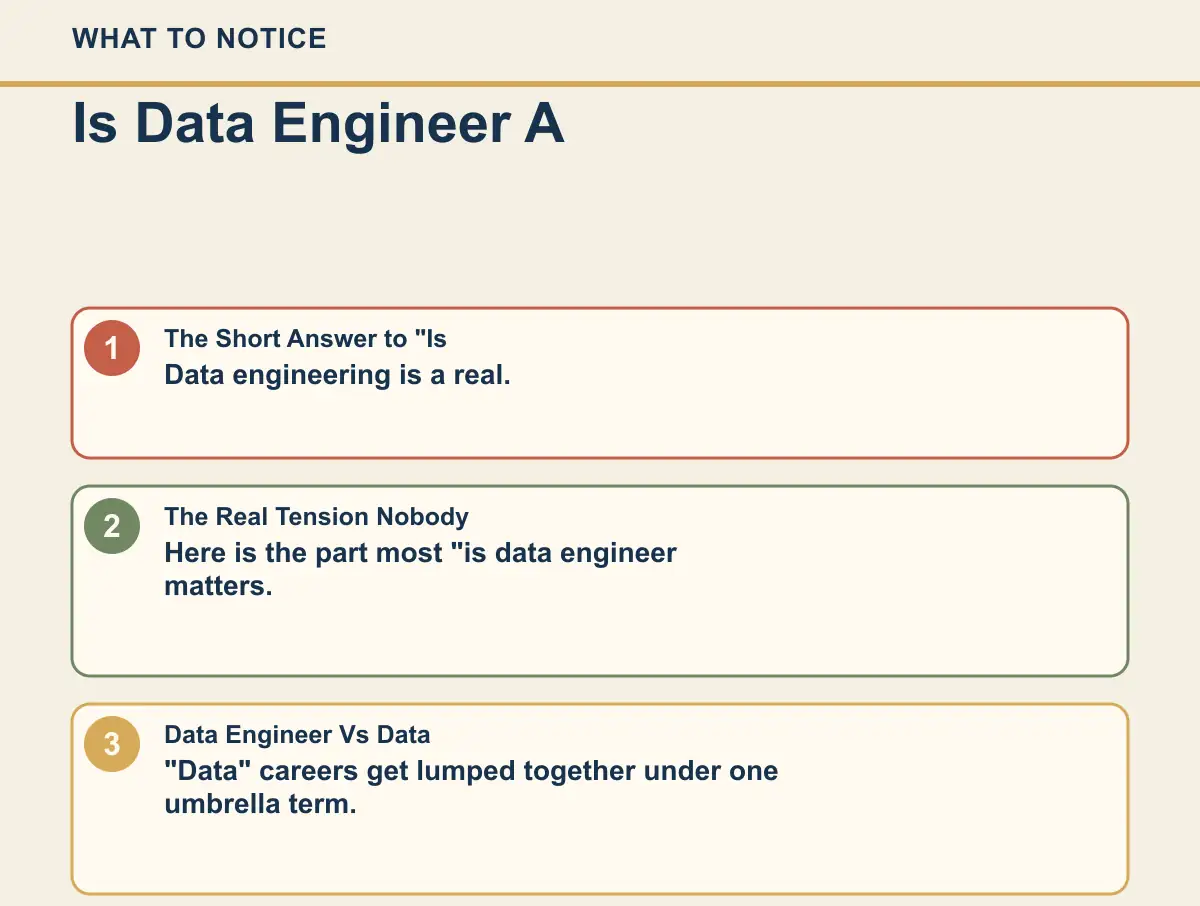 WHAT TO NOTICE
Is Data Engineer A
1
The Short Answer to "Is
Data engineering is a real.
2
The Real Tension Nobody
Here is the part most "is data engineer
matters.
3
Data Engineer Vs Data
"Data" careers get lumped together under one
umbrella term.